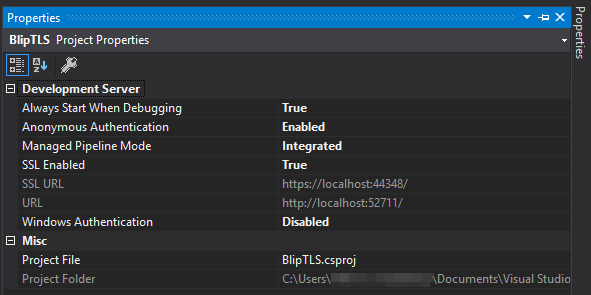 Properties
BlipTLS Project Properties
Development Server
Always Start When Debugging True
Anonymous Authentication Enabled
Managed Pipeline Mode Integrated
SSL Enabled True
SSL URL https://localhost:44348/
URL http://localhost:52711/
Windows Authentication Disabled
Misc
Project File BlipTLS.csproj
Project Folder C:\Users\ \Documents\Visual Studio
Properties